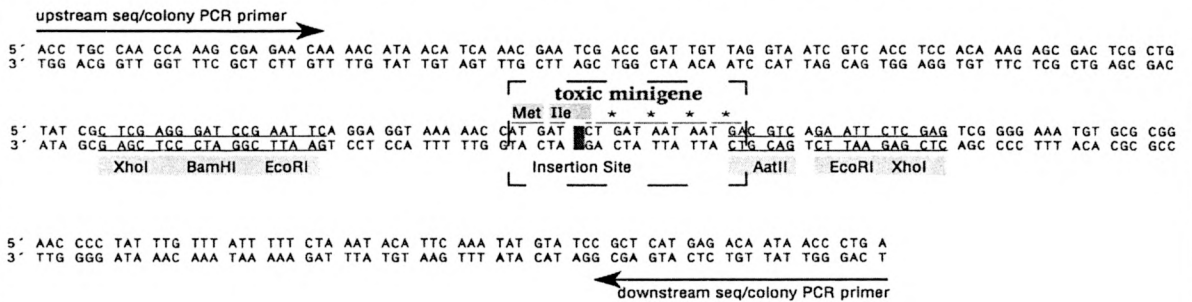 upstream seq/colony PCR primer
5´ ACC TGC CAA CCA AAG CGA GAA CAA AAC ATA ACA TCA AAC GAA TCG ACC GAT TGT TAG GTA ATC GTC ACC TCC ACA AAG AGC GAC TCG CTG
3´ TGG ACG GTT GGT TTC GCT CTT GTT TTG TAT TGT AGT TTG CTT AGC TGG CTA ACA ATC CAT TAG CAG TGG AGG TGT TTC TCG CTG AGC GAC
toxic minigene
Met Ile * * * *
5´ TAT CGC TCG AGG GAT CCG AAT TCA GGA GGT AAA AAC CAT GAT CT GAT AAT AAT GAC GTC AGA ATT CTC GAG TCG GGG AAA TGT GCG CGG
3´ ATA GCG AGC TCC CTA GGC TTA AGT CCT CCA TTT TTG GTA CTA GA CTA TTA TTA CTG CAG TCT TAA GAG CTC AGC CCC TTT ACA CGC GCC
XhoI BamHI EcoRI Insertion Site AatII EcoRI XhoI
5´ AAC CCC TAT TTG TTT ATT TTT CTA AAT ACA TTC AAA TAT GTA TCC GCT CAT GAG ACA ATA ACC CTG A
3´ TTG GGG ATA AAC AAA TAA AAA GAT TTA TGT AAG TTT ATA CAT AGG CGA GTA CTC TGT TAT TGG GAC T
downstream seq/colony PCR primer